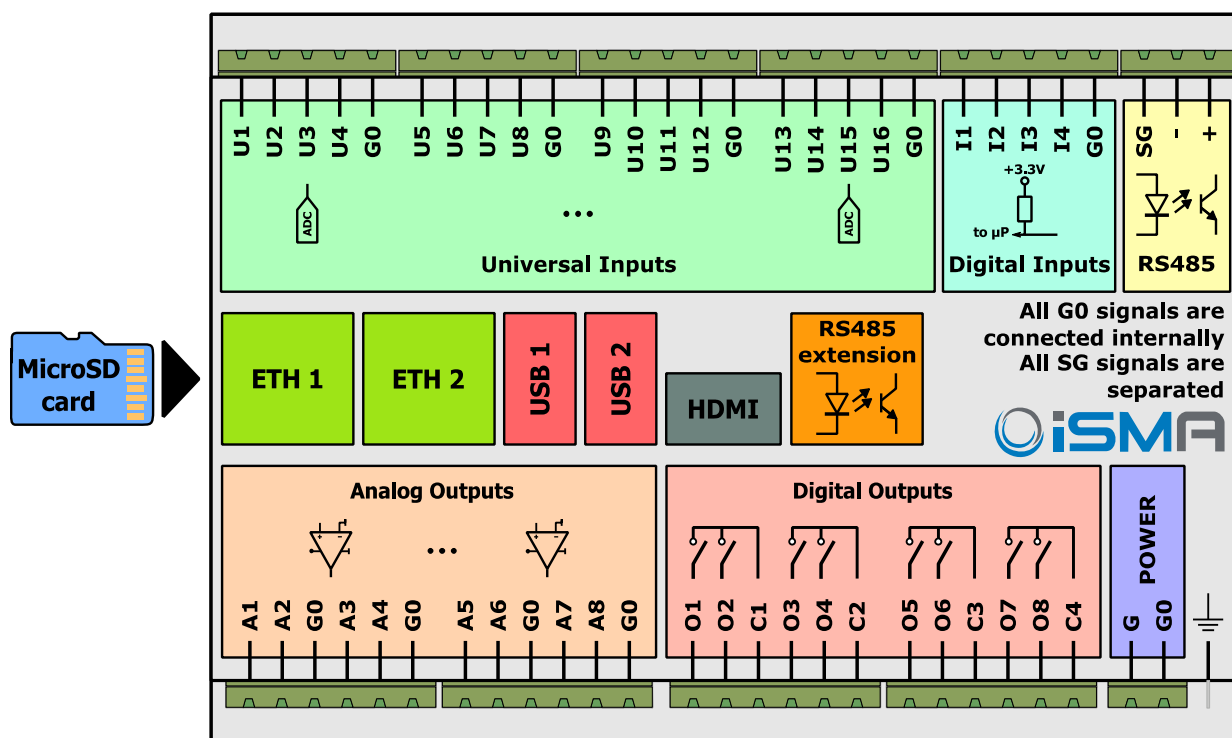 U1 U2 U3 U4 G0 U5 U6 U7 U8 G0 U9 U10 U11 U12 G0 U13 U14 U15 U16 G0
ADC
...
ADC
Universal Inputs
I1 I2 I3 I4 G0
+3.3V
to µP
Digital Inputs
SG - +
RS485
MicroSD
card
ETH 1
ETH 2
USB 1
USB 2
HDMI
RS485
extension
All G0 signals are
connected internally
All SG signals are
separated
iSMA
Analog Outputs
+ -
...
+ -
A1 A2 G0 A3 A4 G0 A5 A6 G0 A7 A8 G0
Digital Outputs
O1 O2 C1 O3 O4 C2 O5 O6 C3 O7 O8 C4
POWER
G G0